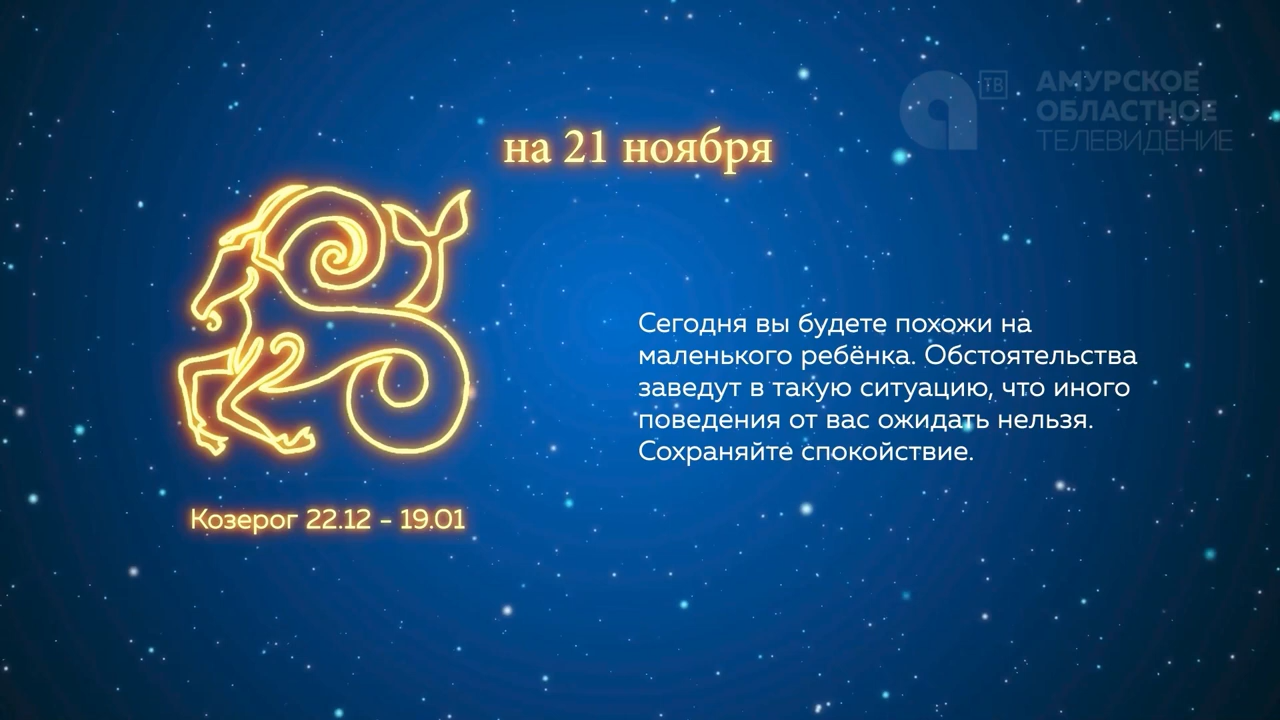 ТВ
АМУРСКОЕ
ОБЛАСТНОЕ
ТЕЛЕВИДЕНИЕ
на 21 ноября
Сегодня вы будете похожи на
маленького ребёнка. Обстоятельства
заведут в такую ситуацию, что иного
поведения от вас ожидать нельзя.
Сохраняйте спокойствие.
Козерог 22.12 - 19.01